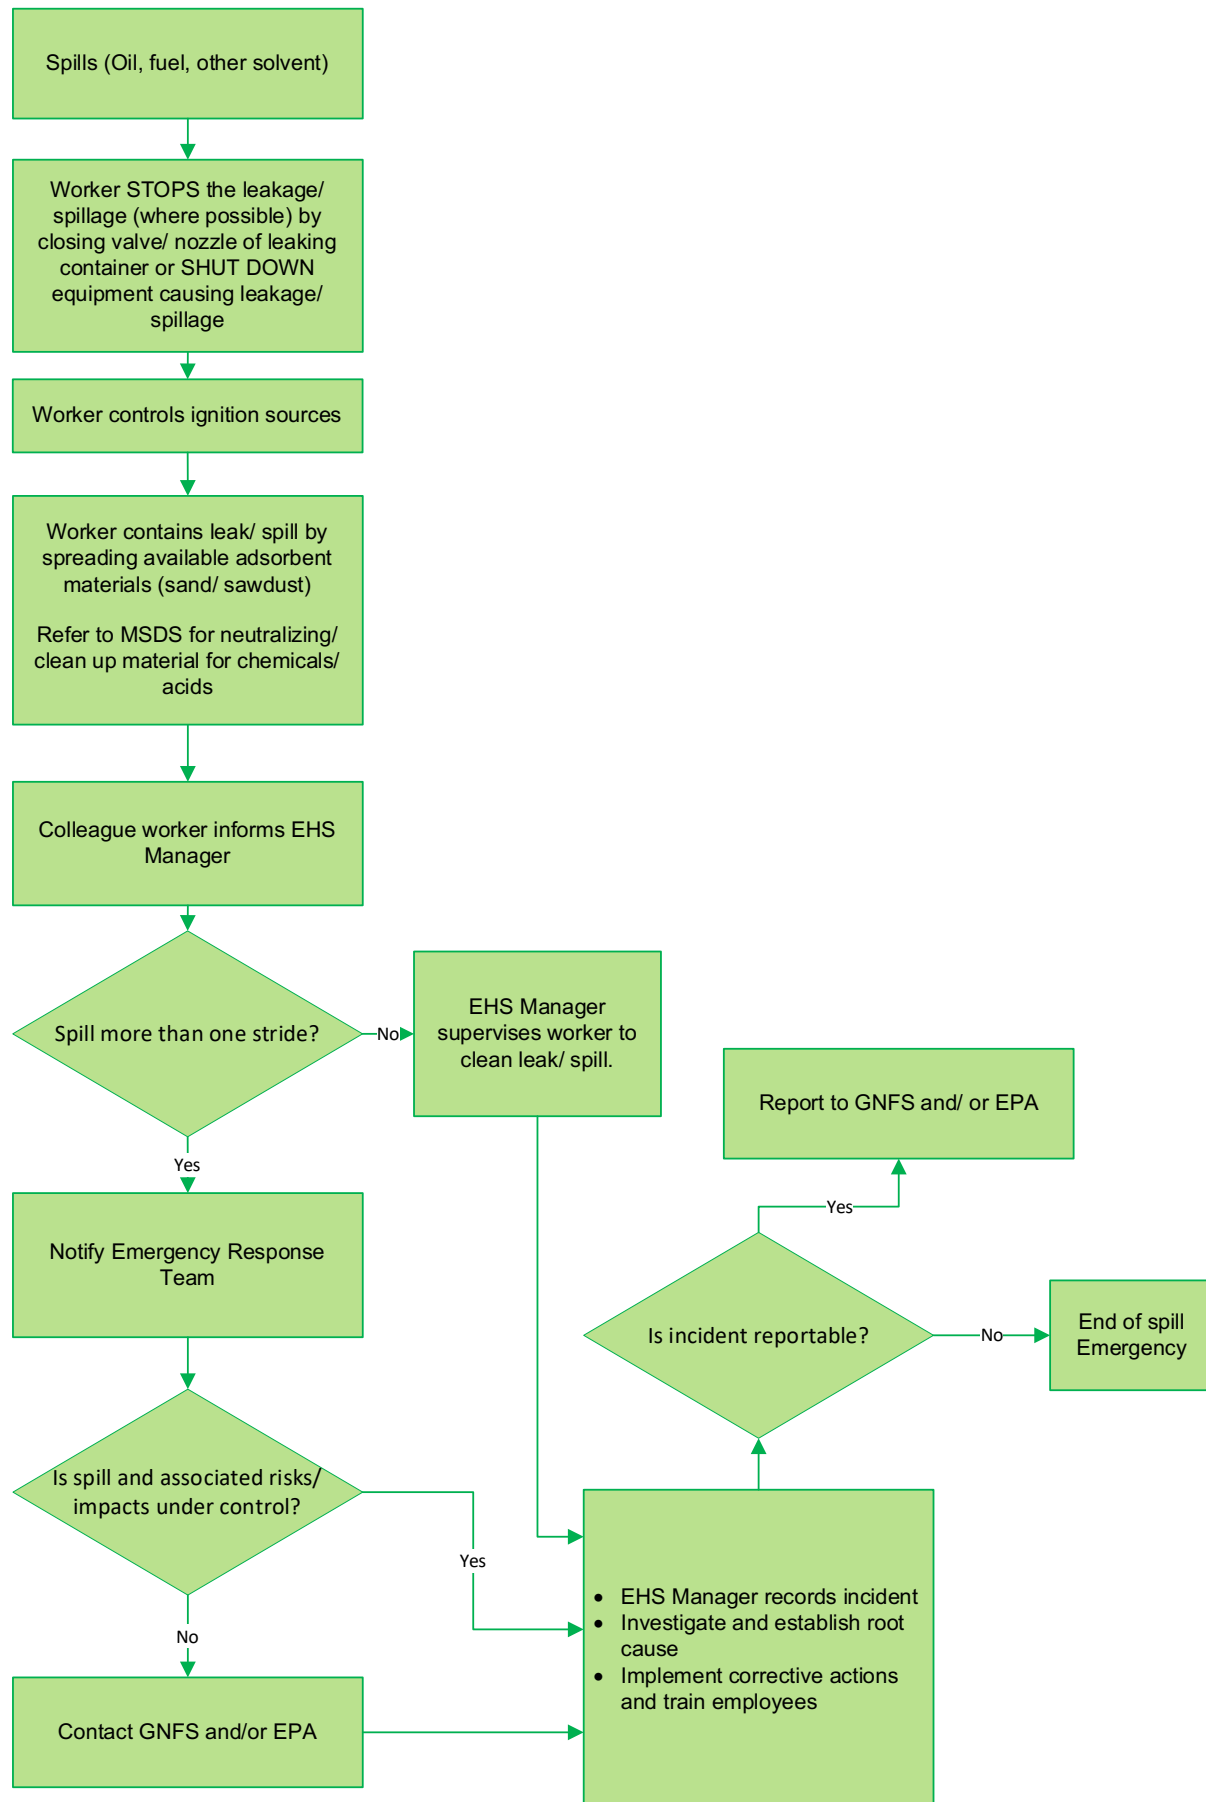 Spills (Oil, fuel, other solvent)
Worker STOPS the leakage/
spillage (where possible) by
closing valve/ nozzle of leaking
container or SHUT DOWN
equipment causing leakage/
spillage
Worker controls ignition sources
Worker contains leak/ spill by
spreading available adsorbent
materials (sand/ sawdust)
Refer to MSDS for neutralizing/
clean up material for chemicals/
acids
Colleague worker informs EHS
Manager
Spill more than one stride?
No
EHS Manager
supervises worker to
clean leak/ spill.
Yes
Notify Emergency Response
Team
Is spill and associated risks/
impacts under control?
Yes
No
Contact GNFS and/or EPA
• EHS Manager records incident
• Investigate and establish root
cause
• Implement corrective actions
and train employees
Is incident reportable?
Yes
Report to GNFS and/ or EPA
No
End of spill
Emergency